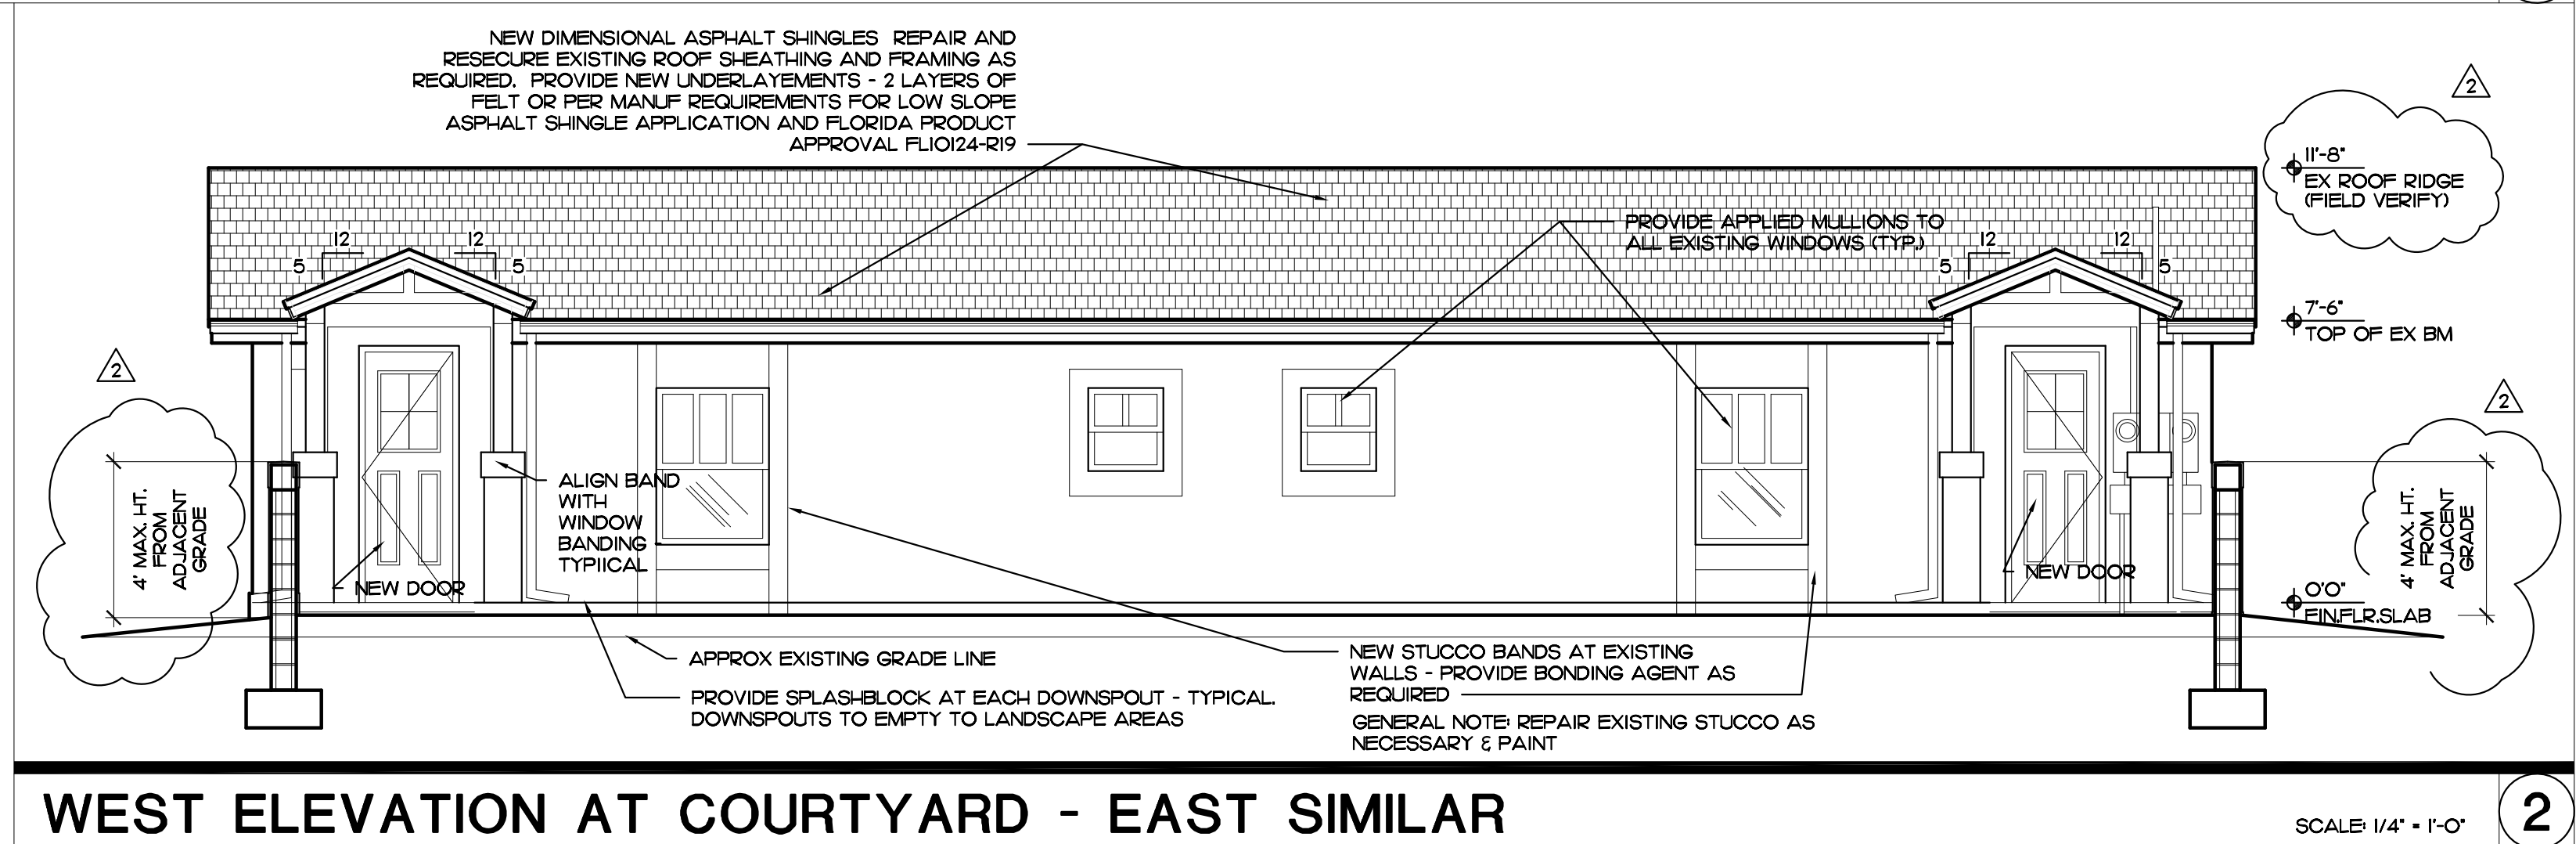 NEW DIMENSIONAL ASPHALT SHINGLES  REPAIR AND
RESECURE EXISTING ROOF SHEATHING AND FRAMING AS
REQUIRED.  PROVIDE NEW UNDERLAYEMENTS - 2 LAYERS OF
FELT OR PER MANUF REQUIREMENTS FOR LOW SLOPE
ASPHALT SHINGLE APPLICATION AND FLORIDA PRODUCT
APPROVAL FL10124-R19
2
11'-8"
EX ROOF RIDGE
(FIELD VERIFY)
PROVIDE APPLIED MULLIONS TO
ALL EXISTING WINDOWS (TYP.)
12
12
5
5
12
12
5
5
7'-6"
TOP OF EX BM
2
2
4' MAX. HT.
FROM
ADJACENT
GRADE
ALIGN BAND
WITH
WINDOW
BANDING
TYPIICAL
NEW DOOR
NEW DOOR
4' MAX. HT.
FROM
ADJACENT
GRADE
0'0"
FIN.FLR.SLAB
APPROX EXISTING GRADE LINE
PROVIDE SPLASHBLOCK AT EACH DOWNSPOUT - TYPICAL.
DOWNSPOUTS TO EMPTY TO LANDSCAPE AREAS
NEW STUCCO BANDS AT EXISTING
WALLS - PROVIDE BONDING AGENT AS
REQUIRED
GENERAL NOTE: REPAIR EXISTING STUCCO AS
NECESSARY & PAINT
WEST ELEVATION AT COURTYARD - EAST SIMILAR
SCALE: 1/4" = 1'-0"
2